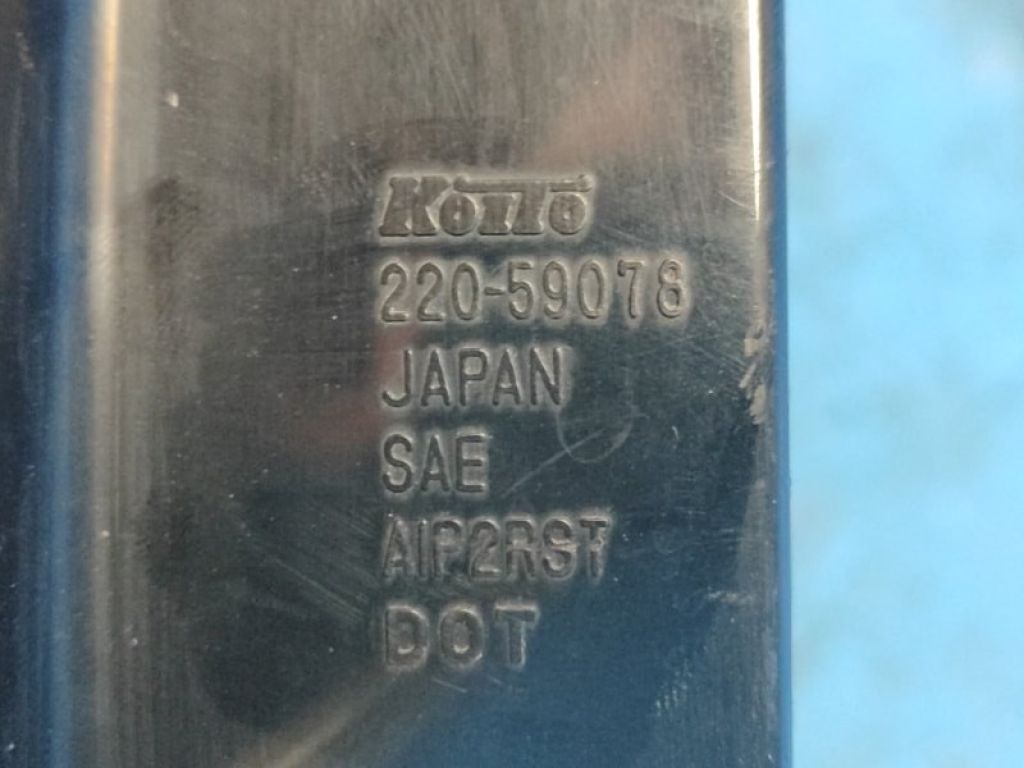 KOITO
220-59078
JAPAN
SAE
AIP2RST
DOT